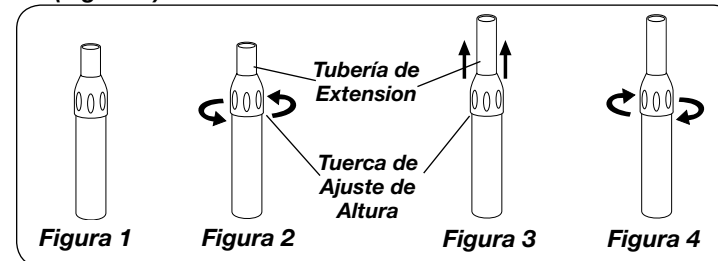 Tubería de
Extension
Tuerca de
Ajuste de
Altura
Figura 1
Figura 2
Figura 3
Figura 4